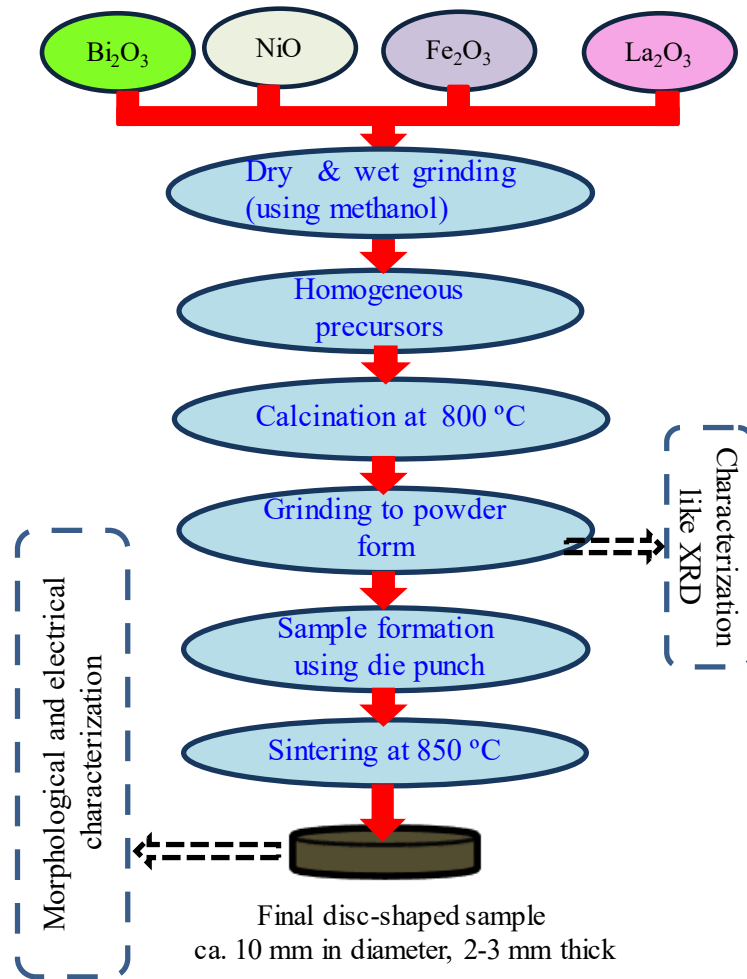 Bi₂O₃
NiO
Fe₂O₃
La₂O₃
Dry & wet grinding
(using methanol)
Homogeneous
precursors
Calcination at 800 ºC
Grinding to powder
form
Characterization
like XRD
Sample formation
using die punch
Sintering at 850 ºC
Morphological and electrical
characterization
Final disc-shaped sample
ca. 10 mm in diameter, 2-3 mm thick